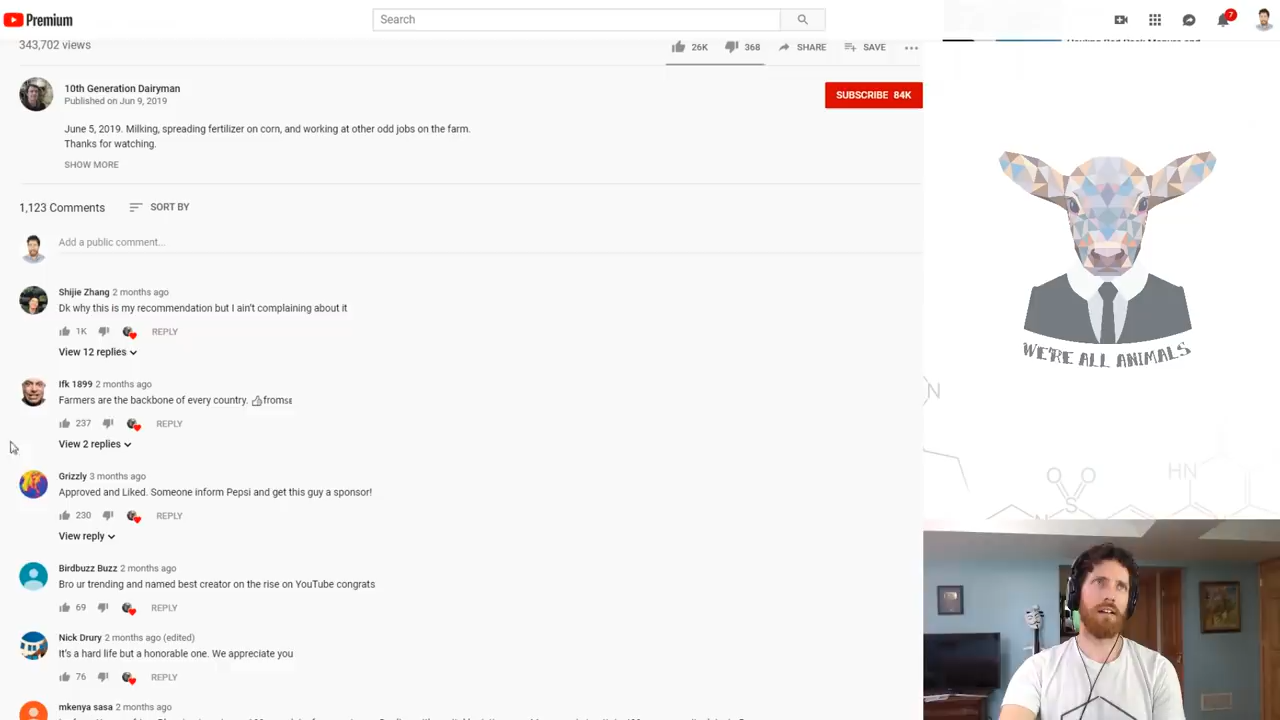 Premium
Search
7
343,702 views
26K
368
SHARE
SAVE
10th Generation Dairyman
Published on Jun 9, 2019
SUBSCRIBE 84K
June 5, 2019. Milking, spreading fertilizer on corn, and working at other odd jobs on the farm.
Thanks for watching.
SHOW MORE
1,123 Comments
SORT BY
Add a public comment...
Shijie Zhang 2 months ago
Dk why this is my recommendation but I ain't complaining about it
1K
REPLY
View 12 replies
Ifk 1899 2 months ago
Farmers are the backbone of every country. 👍from🇸🇪
237
REPLY
View 2 replies
Grizzly 3 months ago
Approved and Liked. Someone inform Pepsi and get this guy a sponsor!
230
REPLY
View reply
Birdbuzz Buzz 2 months ago
Bro ur trending and named best creator on the rise on YouTube congrats
69
REPLY
Nick Drury 2 months ago (edited)
It's a hard life but a honorable one. We appreciate you
76
REPLY
mkenya sasa 2 months ago
WE'RE ALL ANIMALS
N
HN
S
O
O
N